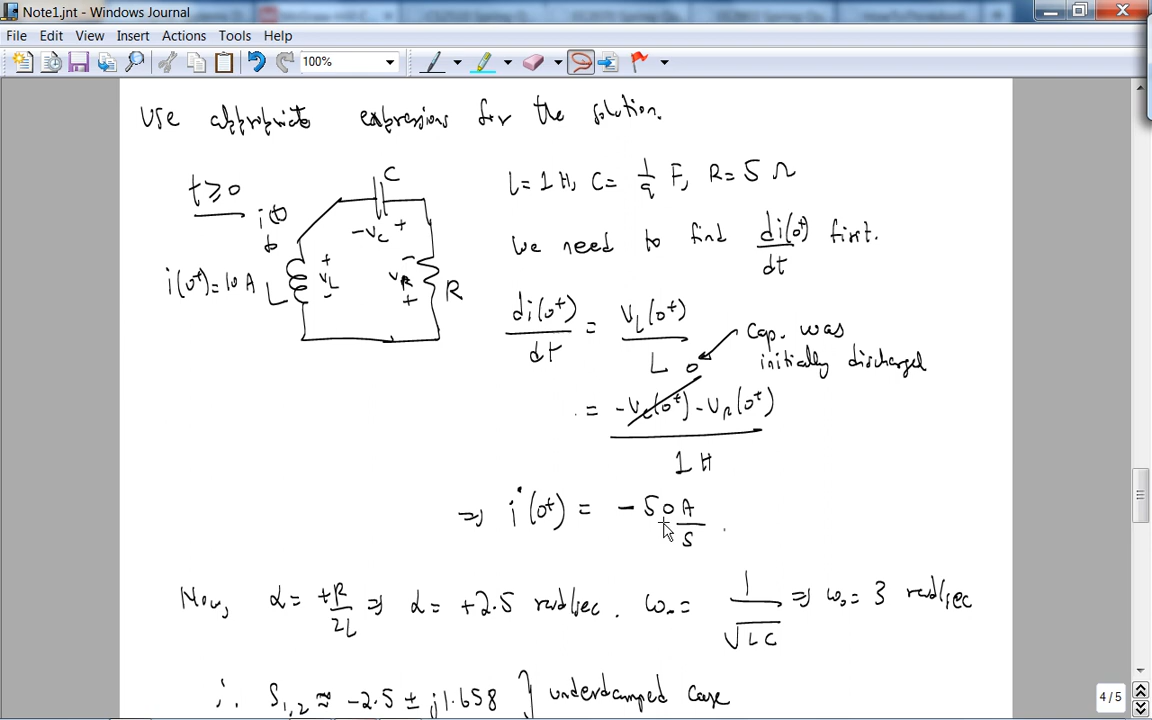 Note1.jnt - Windows Journal
File Edit View Insert Actions Tools Help
100%
Use appropriate expressions for the solution.
t ≥ 0
i(t)
C
- Vc +
L = 1 H, C = 1/9 F, R = 5 Ω
We need to find di(0+)/dt first.
i(0+) = 10 A
L
+ VL -
- VR +
R
di(0+)/dt = VL(0+)/L
0
Cap. was
initially discharged
= (-Vc(0+) - VR(0+))/1 H
⇒ i'(0+) = -50 A/s.
Now, α = +R/2L ⇒ α = +2.5 rad/sec. ω₀ = 1/√LC ⇒ ω₀ = 3 rad/sec
∴ S1,2 ≈ -2.5 ± j1.658 } underdamped case
4 / 5